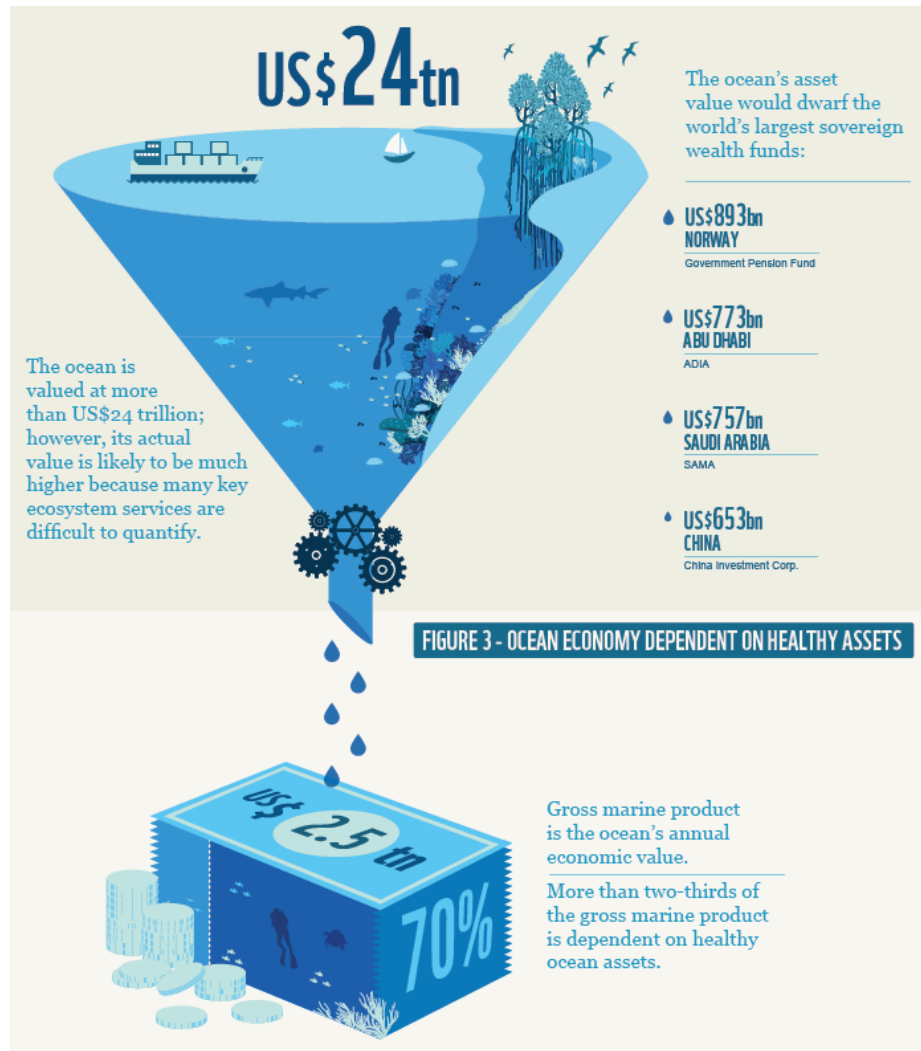 US$24tn
The ocean's asset
value would dwarf the
world's largest sovereign
wealth funds:
US$893bn
NORWAY
Government Pension Fund
US$773bn
ABU DHABI
ADIA
US$757bn
SAUDI ARABIA
SAMA
US$653bn
CHINA
China Investment Corp.
The ocean is
valued at more
than US$24 trillion;
however, its actual
value is likely to be much
higher because many key
ecosystem services are
difficult to quantify.
FIGURE 3 - OCEAN ECONOMY DEPENDENT ON HEALTHY ASSETS
US$ 2.5 tn
70%
Gross marine product
is the ocean's annual
economic value.
More than two-thirds of
the gross marine product
is dependent on healthy
ocean assets.